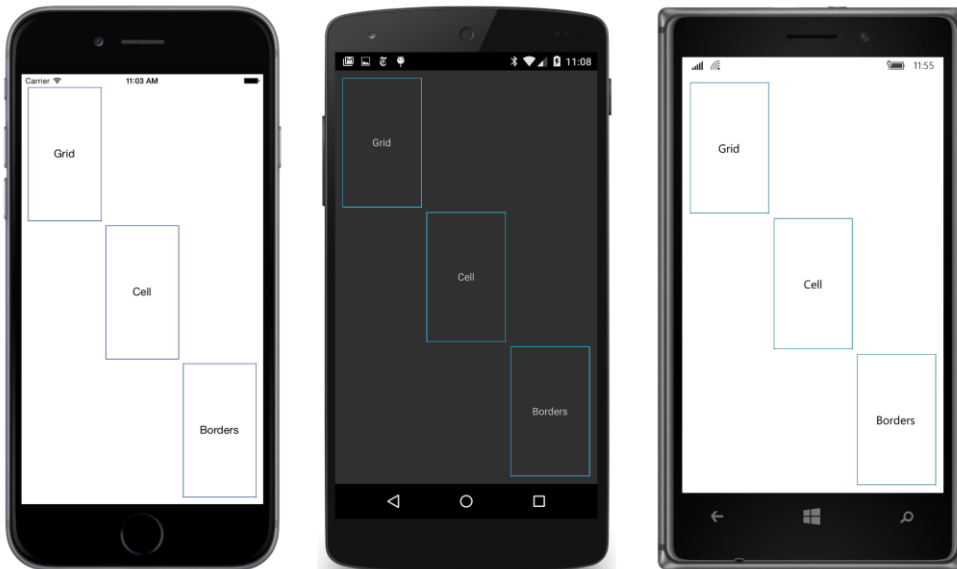 Carrier 11:03 AM
Grid
Cell
Borders
11:08
Grid
Cell
Borders
11:55
Grid
Cell
Borders